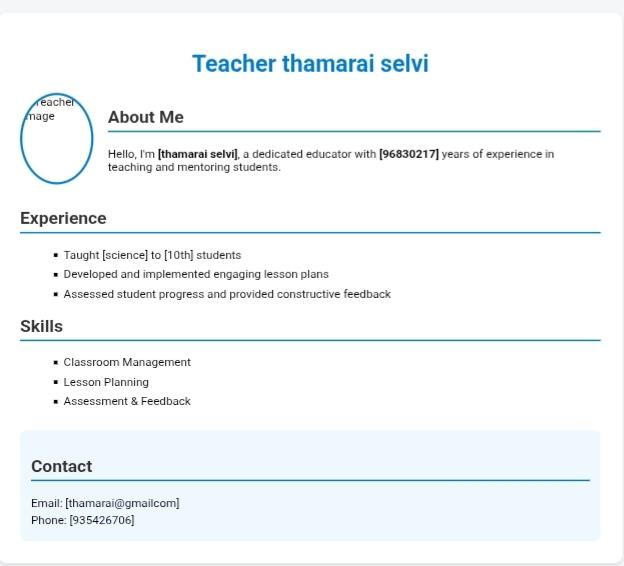 Teacher thamarai selvi
Teacher
mage
About Me
Hello, I'm [thamarai selvi], a dedicated educator with [96830217] years of experience in
teaching and mentoring students.
Experience
▪ Taught [science] to [10th] students
▪ Developed and implemented engaging lesson plans
▪ Assessed student progress and provided constructive feedback
Skills
▪ Classroom Management
▪ Lesson Planning
▪ Assessment & Feedback
Contact
Email: [thamarai@gmailcom]
Phone: [935426706]